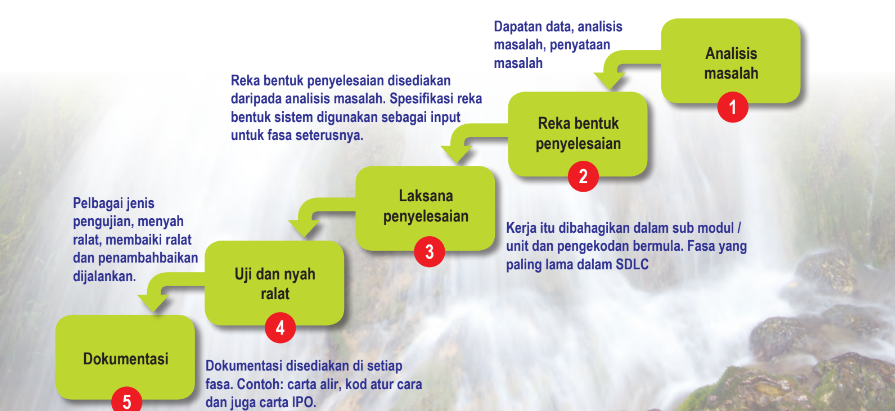 Dapatan data, analisis
masalah, penyataan
masalah
Analisis
masalah
1
Reka bentuk penyelesaian disediakan
daripada analisis masalah. Spesifikasi reka
bentuk sistem digunakan sebagai input
untuk fasa seterusnya.
Reka bentuk
penyelesaian
2
Laksana
penyelesaian
3
Kerja itu dibahagikan dalam sub modul /
unit dan pengekodan bermula. Fasa yang
paling lama dalam SDLC
Pelbagai jenis
pengujian, menyah
ralat, membaiki ralat
dan penambahbaikan
dijalankan.
Uji dan nyah
ralat
4
Dokumentasi
5
Dokumentasi disediakan di setiap
fasa. Contoh: carta alir, kod atur cara
dan juga carta IPO.